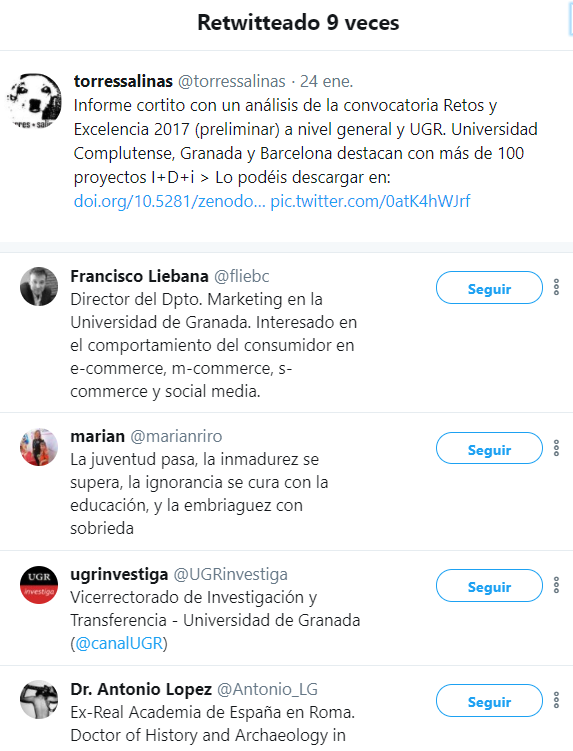 Retwitteado 9 veces
torressalinas @torressalinas · 24 ene.
Informe cortito con un análisis de la convocatoria Retos y
Excelencia 2017 (preliminar) a nivel general y UGR. Universidad
Complutense, Granada y Barcelona destacan con más de 100
proyectos I+D+i > Lo podéis descargar en:
doi.org/10.5281/zenodo... pic.twitter.com/0atK4hWJrf
Francisco Liebana @fliebc
Seguir
Director del Dpto. Marketing en la
Universidad de Granada. Interesado en
el comportamiento del consumidor en
e-commerce, m-commerce, s-
commerce y social media.
marian @marianriro
Seguir
La juventud pasa, la inmadurez se
supera, la ignorancia se cura con la
educación, y la embriaguez con
sobrieda
UGR
investiga
ugrinvestiga @UGRinvestiga
Seguir
Vicerrectorado de Investigación y
Transferencia - Universidad de Granada
(@canalUGR)
Dr. Antonio Lopez @Antonio_LG
Seguir
Ex-Real Academia de España en Roma.
Doctor of History and Archaeology in